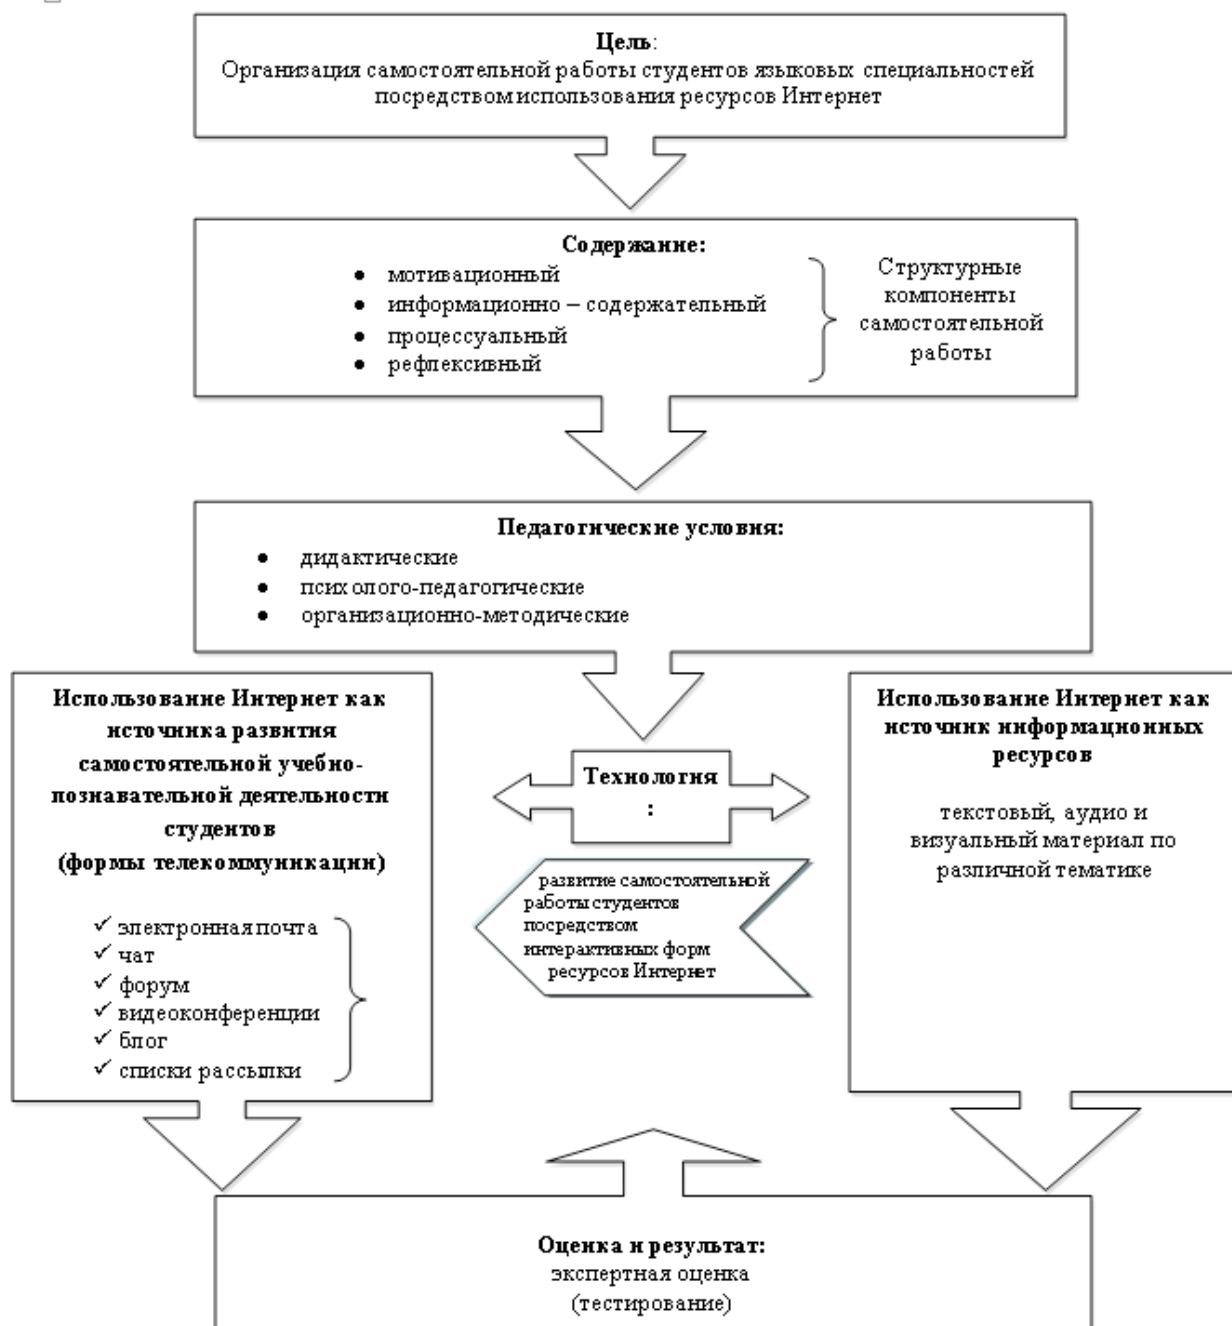 Цель:
Организация самостоятельной работы студентов языковых специальностей
посредством использования ресурсов Интернет
Содержание:
● мотивационный
● информационно – содержательный
● процессуальный
● рефлексивный
Структурные
компоненты
самостоятельной
работы
Педагогические условия:
● дидактические
● психолого-педагогические
● организационно-методические
Использование Интернет как
источника развития
самостоятельной учебно-
познавательной деятельности
студентов
(формы телекоммуникации)
✓ электронная почта
✓ чат
✓ форум
✓ видеоконференции
✓ блог
✓ списки рассылки
Технология
:
развитие самостоятельной
работы студентов
посредством
интерактивных форм
ресурсов Интернет
Использование Интернет как
источник информационных
ресурсов
текстовый, аудио и
визуальный материал по
различной тематике
Оценка и результат:
экспертная оценка
(тестирование)